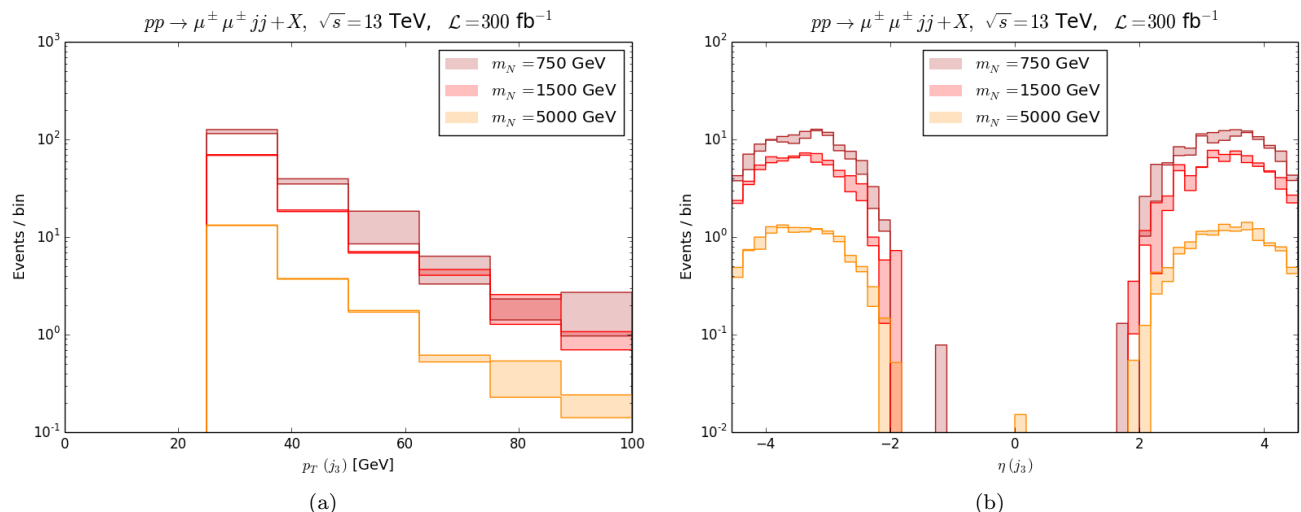 pp → μ± μ± jj + X, √s = 13 TeV, ℒ = 300 fb⁻¹
m_N = 750 GeV
m_N = 1500 GeV
m_N = 5000 GeV
Events / bin
10³
10²
10¹
10⁰
10⁻¹
0 20 40 60 80 100
p_T (j₃) [GeV]
(a)
pp → μ± μ± jj + X, √s = 13 TeV, ℒ = 300 fb⁻¹
m_N = 750 GeV
m_N = 1500 GeV
m_N = 5000 GeV
Events / bin
10²
10¹
10⁰
10⁻¹
10⁻²
−4 −2 0 2 4
η (j₃)
(b)